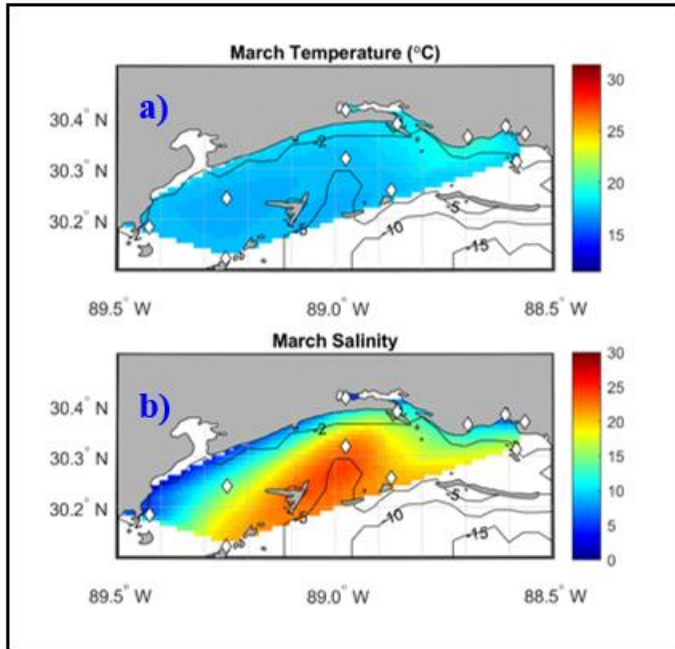 March Temperature (°C)
a)
30.4° N
30.3° N
30.2° N
-2
-5
-5
-10
-15
30
25
20
15
89.5° W
89.0° W
88.5° W
March Salinity
b)
30.4° N
30.3° N
30.2° N
-2
-5
-5
-10
-15
30
25
20
15
10
5
0
89.5° W
89.0° W
88.5° W